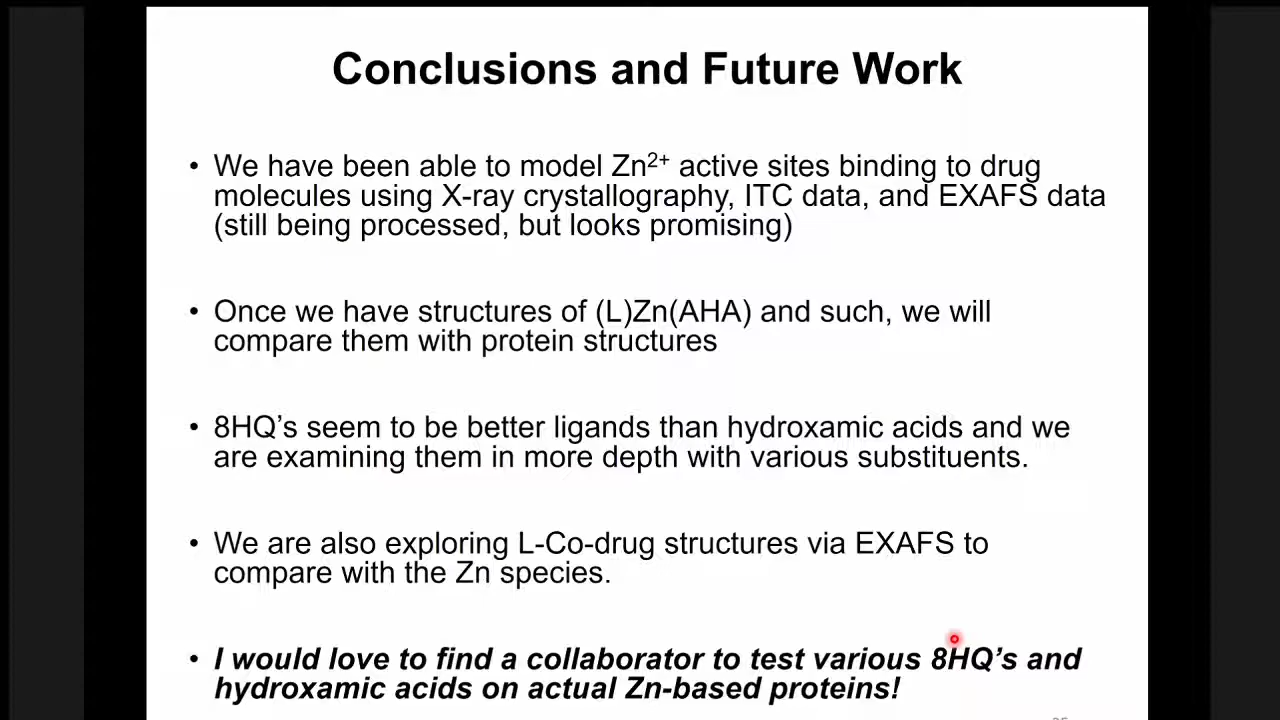 Conclusions and Future Work
• We have been able to model Zn²⁺ active sites binding to drug
molecules using X-ray crystallography, ITC data, and EXAFS data
(still being processed, but looks promising)
• Once we have structures of (L)Zn(AHA) and such, we will
compare them with protein structures
• 8HQ’s seem to be better ligands than hydroxamic acids and we
are examining them in more depth with various substituents.
• We are also exploring L-Co-drug structures via EXAFS to
compare with the Zn species.
• I would love to find a collaborator to test various 8HQ’s and
hydroxamic acids on actual Zn-based proteins!